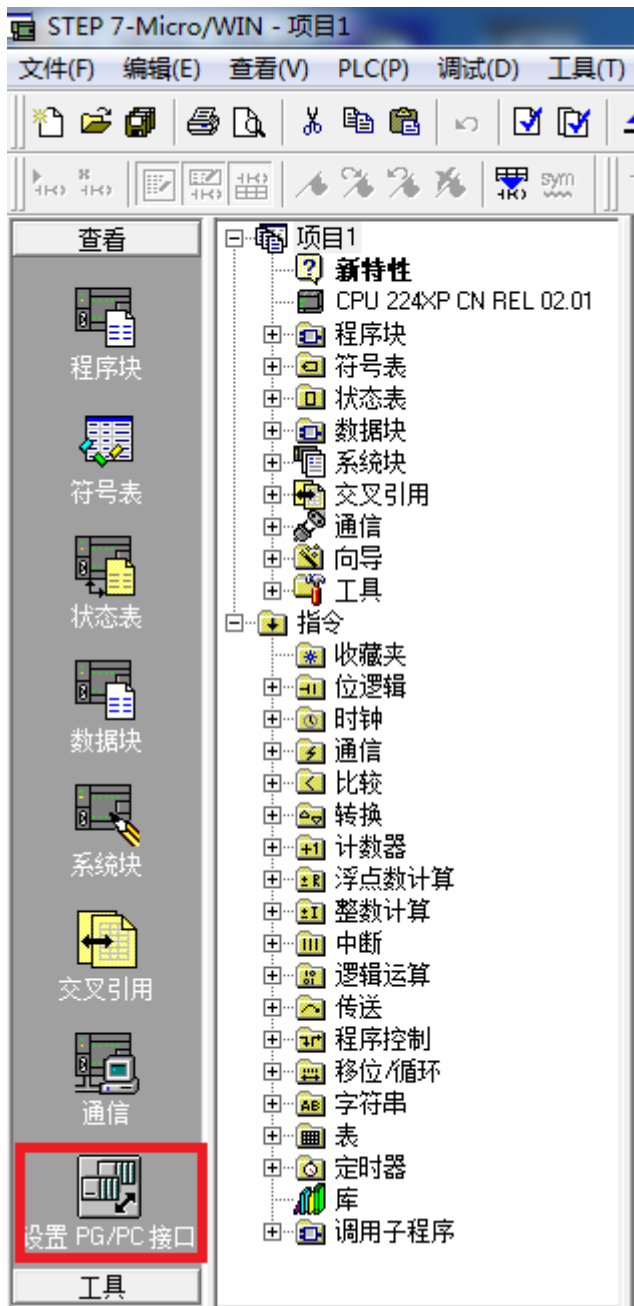 STEP 7-Micro/WIN - 项目1
文件(F) 编辑(E) 查看(V) PLC(P) 调试(D) 工具(T)
sym
查看
程序块
符号表
状态表
数据块
系统块
交叉引用
通信
设置 PG/PC 接口
工具
项目1
新特性
CPU 224XP CN REL 02.01
程序块
符号表
状态表
数据块
系统块
交叉引用
通信
向导
工具
指令
收藏夹
位逻辑
时钟
通信
比较
转换
计数器
浮点数计算
整数计算
中断
逻辑运算
传送
程序控制
移位/循环
字符串
表
定时器
库
调用子程序